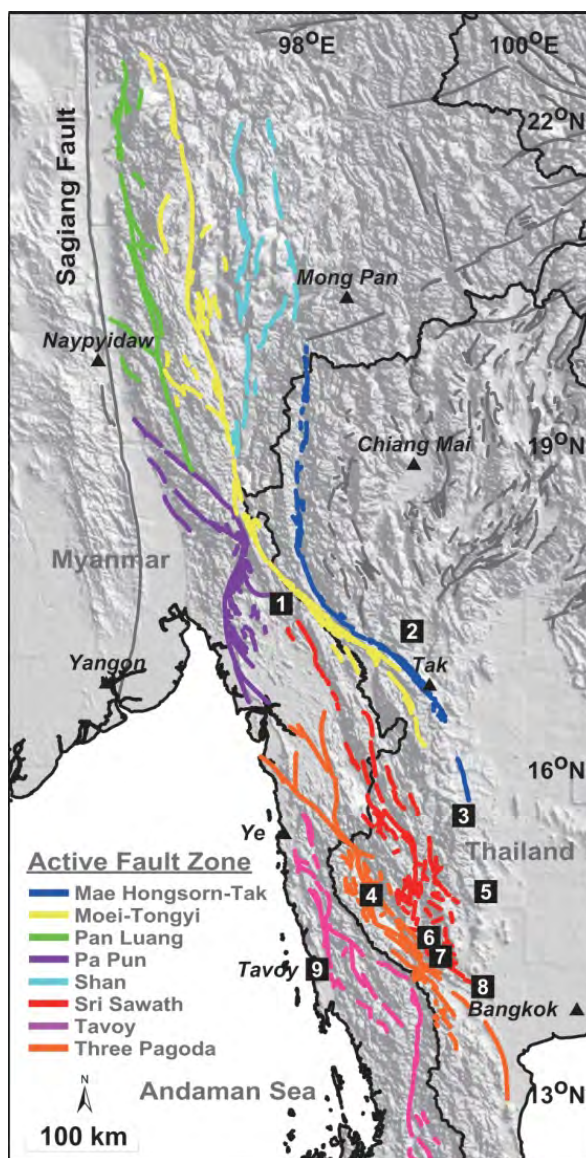 98°E
100°E
22°N
Sagiang Fault
Mong Pan
Naypyidaw
19°N
Chiang Mai
Myanmar
1
2
Yangon
Tak
16°N
3
Ye
Thailand
Active Fault Zone
Mae Hongsorn-Tak
4
5
Moei-Tongyi
Pan Luang
6
Pa Pun
7
Shan
Tavoy
9
8
Sri Sawath
Bangkok
Tavoy
Three Pagoda
Andaman Sea
13°N
N
100 km